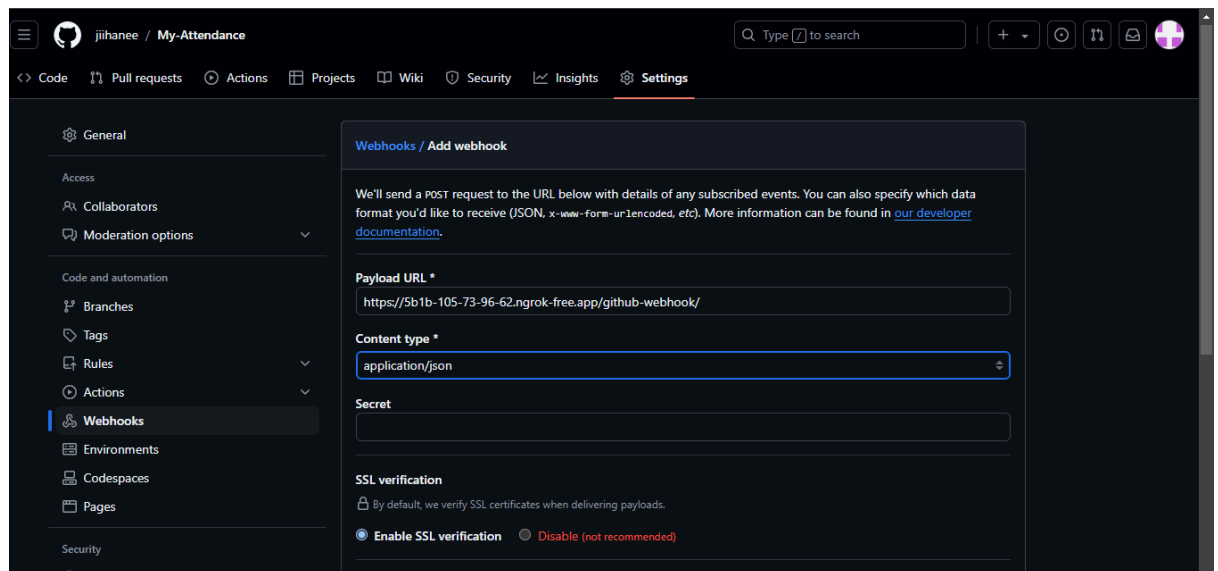 jiihanee / My-Attendance
Type / to search
Code Pull requests Actions Projects Wiki Security Insights Settings
General
Access
Collaborators
Moderation options
Code and automation
Branches
Tags
Rules
Actions
Webhooks
Environments
Codespaces
Pages
Security
Webhooks / Add webhook
We'll send a POST request to the URL below with details of any subscribed events. You can also specify which data
format you'd like to receive (JSON, x-www-form-urlencoded, etc). More information can be found in our developer
documentation.
Payload URL *
https://5b1b-105-73-96-62.ngrok-free.app/github-webhook/
Content type *
application/json
Secret
SSL verification
By default, we verify SSL certificates when delivering payloads.
Enable SSL verification Disable (not recommended)